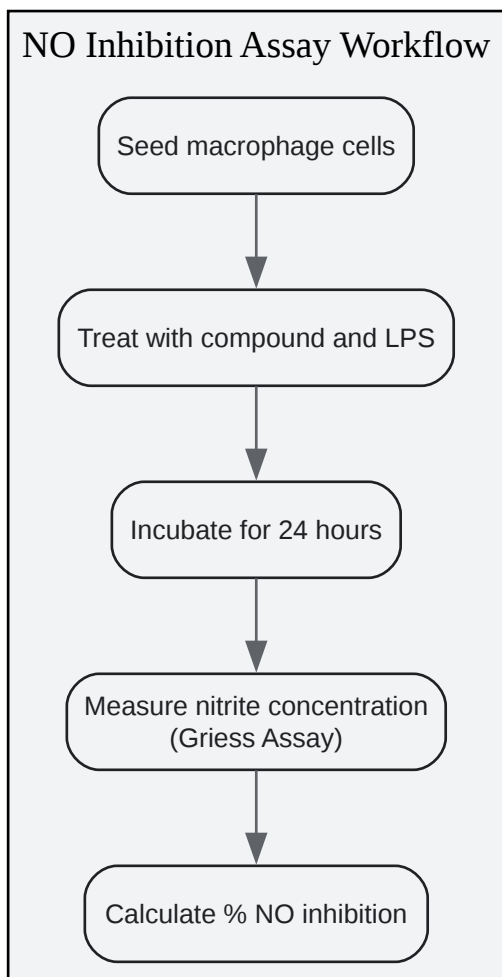 NO Inhibition Assay Workflow
Seed macrophage cells
Treat with compound and LPS
Incubate for 24 hours
Measure nitrite concentration
(Griess Assay)
Calculate % NO inhibition